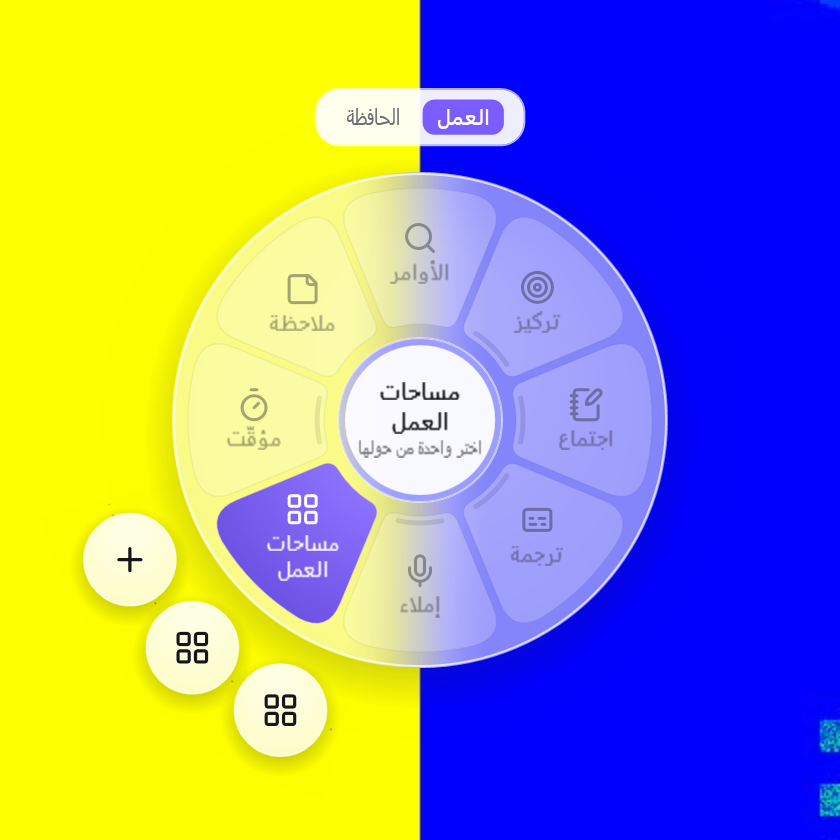 العمل
الحافظة
الأوامر
تركيز
ملاحظة
اجتماع
مؤقّت
مساحات
العمل
اختر واحدة من حولها
ترجمة
مساحات
العمل
إملاء